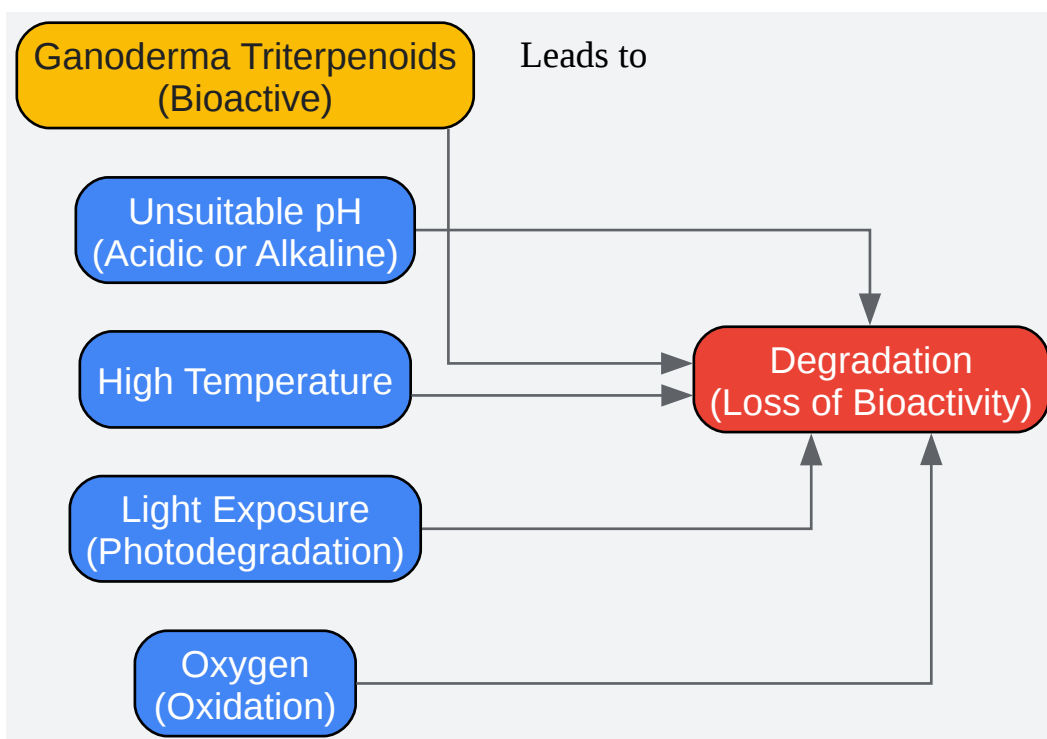 Ganoderma Triterpenoids
(Bioactive)
Leads to
Unsuitable pH
(Acidic or Alkaline)
High Temperature
Degradation
(Loss of Bioactivity)
Light Exposure
(Photodegradation)
Oxygen
(Oxidation)